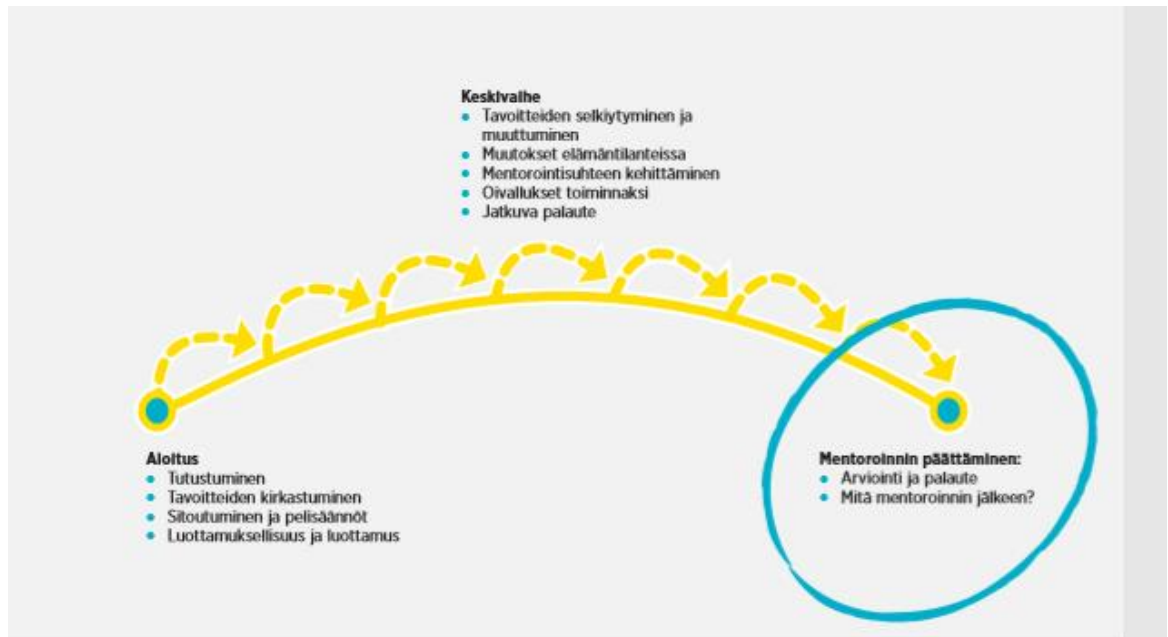 Keskivaihe
• Tavoitteiden selkiytyminen ja
muuttuminen
• Muutokset elämäntilanteissa
• Mentorointisuhteen kehittäminen
• Oivallukset toiminnaksi
• Jatkuva palaute
Aloitus
• Tutustuminen
• Tavoitteiden kirkastuminen
• Sitoutuminen ja pelisäännöt
• Luottamuksellisuus ja luottamus
Mentoroinnin päättäminen:
• Arviointi ja palaute
• Mitä mentoroinnin jälkeen?